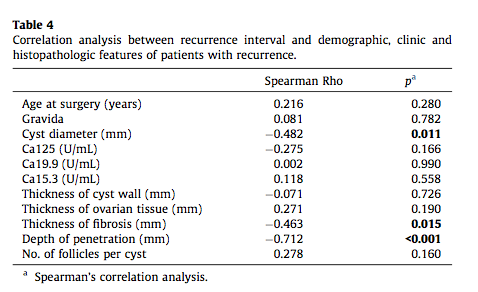 Table 4
Correlation analysis between recurrence interval and demographic, clinic and
histopathologic features of patients with recurrence.
Spearman Rho pᵃ
Age at surgery (years) 0.216 0.280
Gravida 0.081 0.782
Cyst diameter (mm) −0.482 0.011
Ca125 (U/mL) −0.275 0.166
Ca19.9 (U/mL) 0.002 0.990
Ca15.3 (U/mL) 0.118 0.558
Thickness of cyst wall (mm) −0.071 0.726
Thickness of ovarian tissue (mm) 0.271 0.190
Thickness of fibrosis (mm) −0.463 0.015
Depth of penetration (mm) −0.712 <0.001
No. of follicles per cyst 0.278 0.160
ᵃ Spearman's correlation analysis.